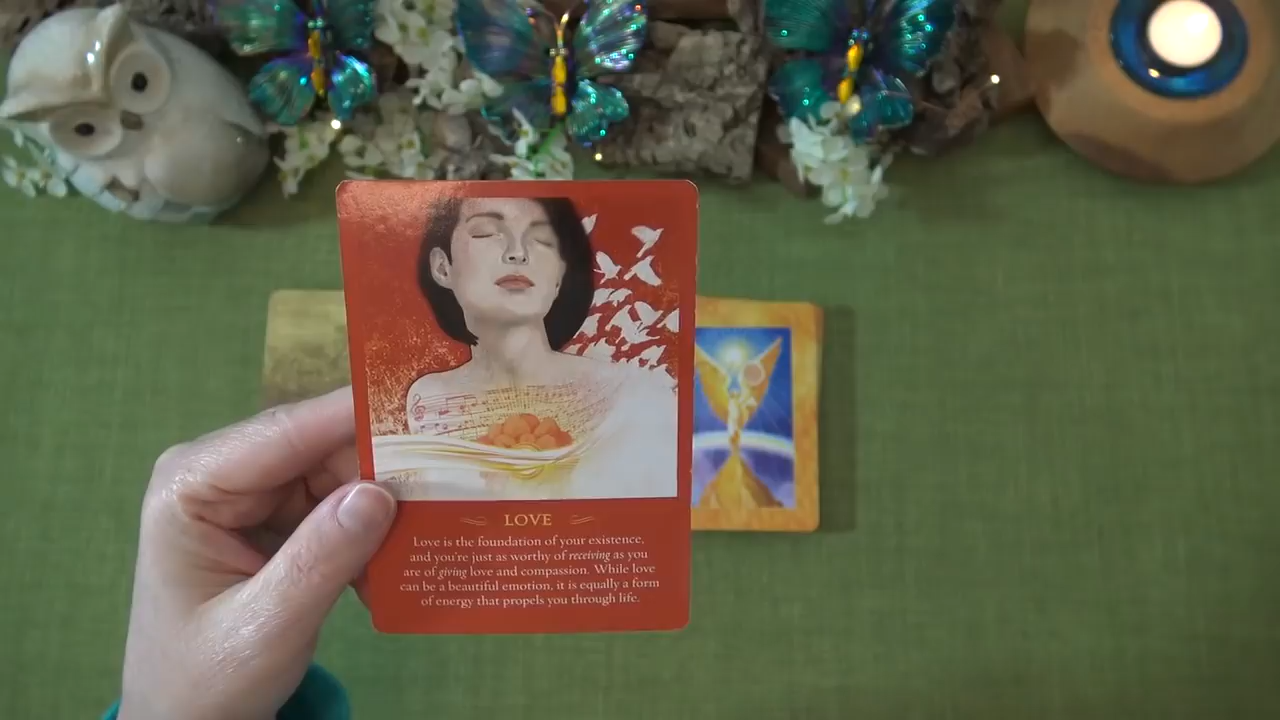 LOVE
Love is the foundation of your existence,
and you're just as worthy of receiving as you
are of giving love and compassion. While love
can be a beautiful emotion, it is equally a form
of energy that propels you through life.